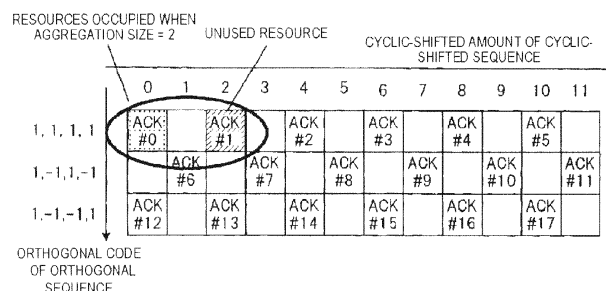 RESOURCES OCCUPIED WHEN
AGGREGATION SIZE = 2
UNUSED RESOURCE
CYCLIC-SHIFTED AMOUNT OF CYCLIC-
SHIFTED SEQUENCE
0 1 2 3 4 5 6 7 8 9 10 11
1, 1, 1, 1
ACK #0 ACK #1 ACK #2 ACK #3 ACK #4 ACK #5
1,-1,1,-1
ACK #6 ACK #7 ACK #8 ACK #9 ACK #10 ACK #11
1,-1,-1,1
ACK #12 ACK #13 ACK #14 ACK #15 ACK #16 ACK #17
ORTHOGONAL CODE
OF ORTHOGONAL
SEQUENCE